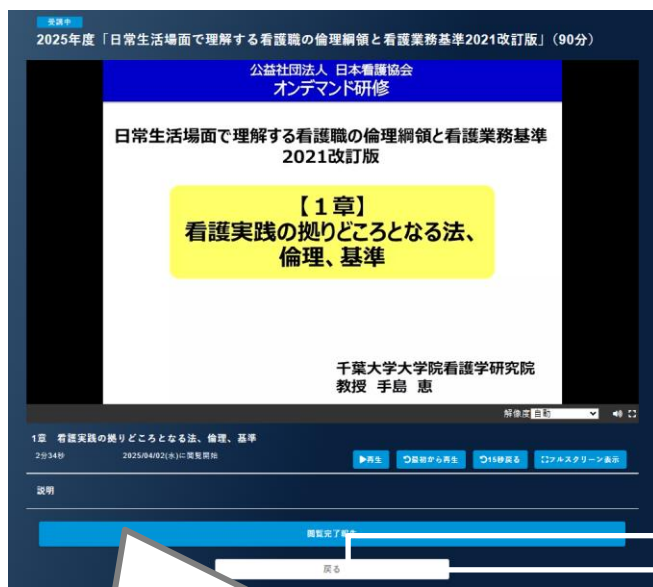 受講中
2025年度「日常生活場面で理解する看護職の倫理綱領と看護業務基準2021改訂版」(90分)
公益社団法人 日本看護協会
オンデマンド研修
日常生活場面で理解する看護職の倫理綱領と看護業務基準
2021改訂版
【1章】
看護実践の拠りどころとなる法、
倫理、基準
千葉大学大学院看護学研究院
教授 手島 恵
解像度 自動
1章 看護実践の拠りどころとなる法、倫理、基準
2分34秒 2025/04/02(水)に閲覧開始
再生 最初から再生 15秒戻る フルスクリーン表示
説明
閲覧完了
戻る